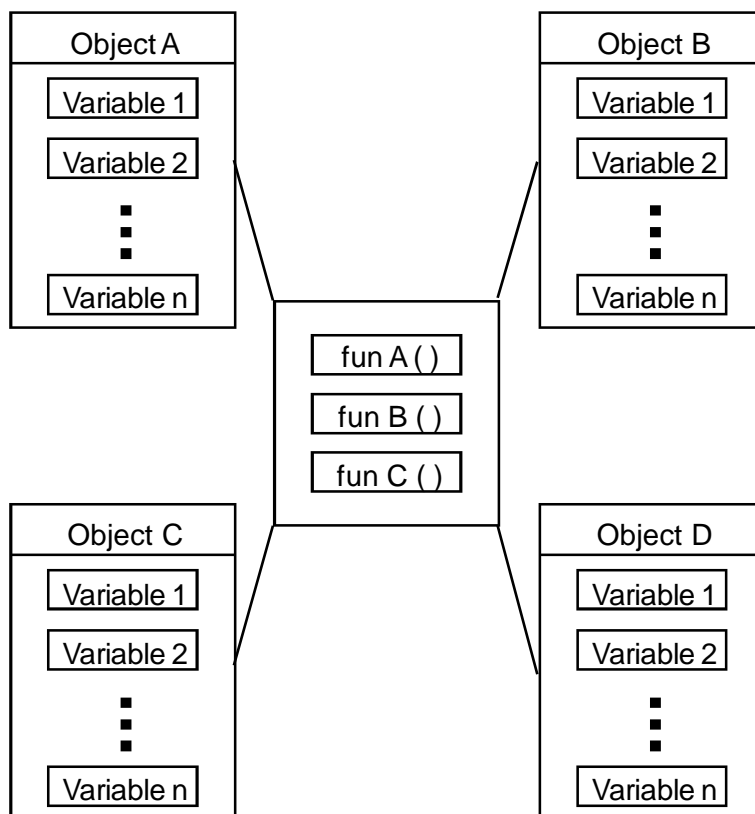 Object A
Variable 1
Variable 2
Variable n
Object B
Variable 1
Variable 2
Variable n
fun A ( )
fun B ( )
fun C ( )
Object C
Variable 1
Variable 2
Variable n
Object D
Variable 1
Variable 2
Variable n